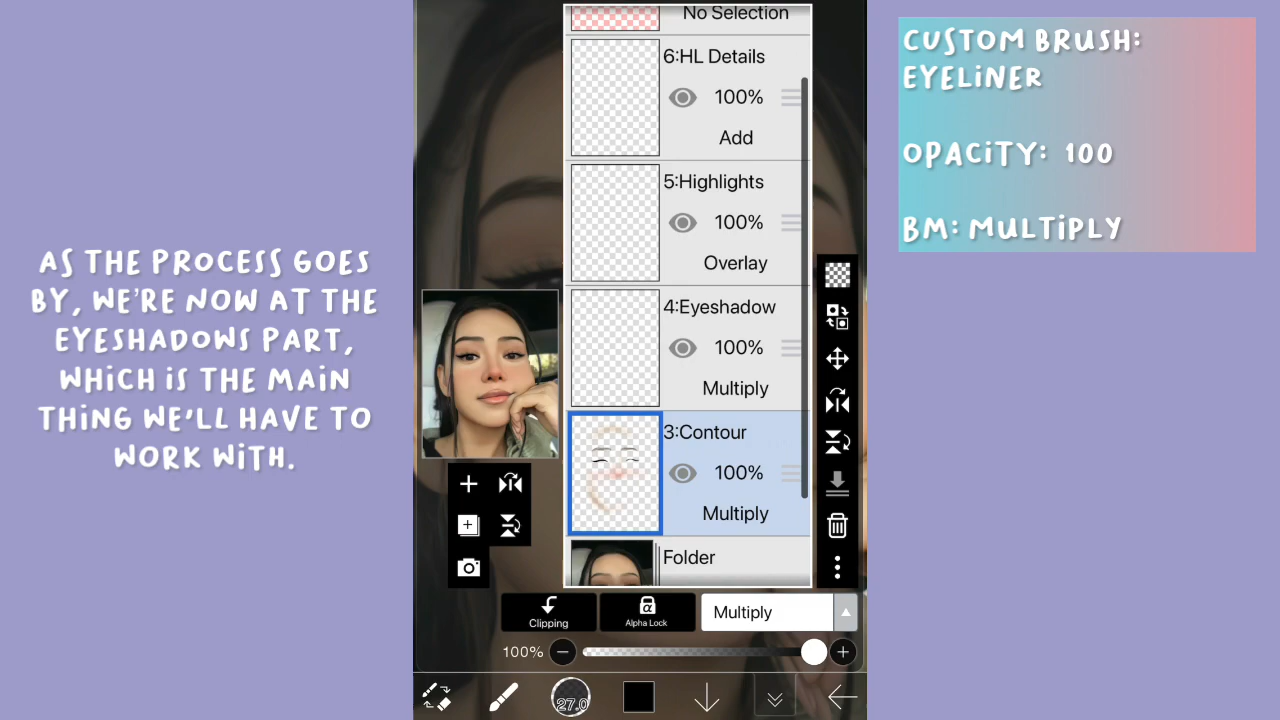 AS THE PROCESS GOES
BY, WE'RE NOW AT THE
EYESHADOWS PART,
WHICH IS THE MAIN
THING WE'LL HAVE TO
WORK WITH.
No Selection
6:HL Details
100%
Add
5:Highlights
100%
Overlay
4:Eyeshadow
100%
Multiply
3:Contour
100%
Multiply
Folder
Clipping
α
Alpha Lock
Multiply
100%
27.0
CUSTOM BRUSH:
EYELINER
OPACITY: 100
BM: MULTIPLY